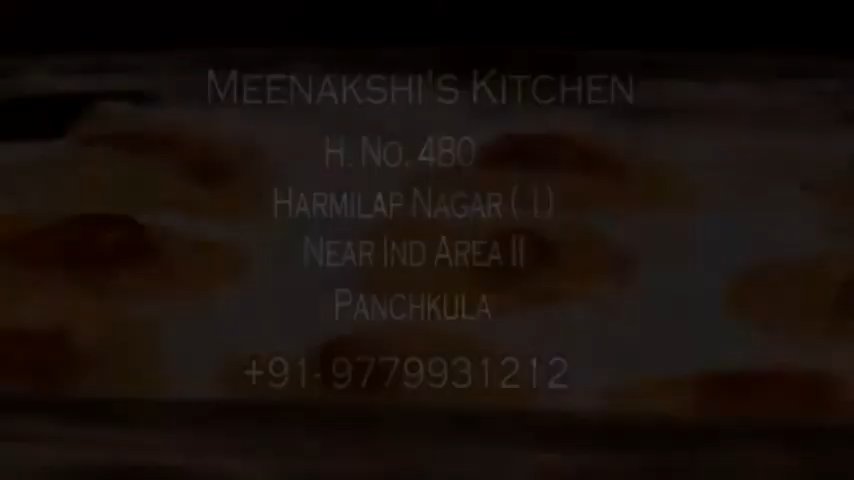 MEENAKSHI'S KITCHEN
H. NO. 480
HARMILAP NAGAR ( L)
NEAR IND AREA II
PANCHKULA
+91-9779931212